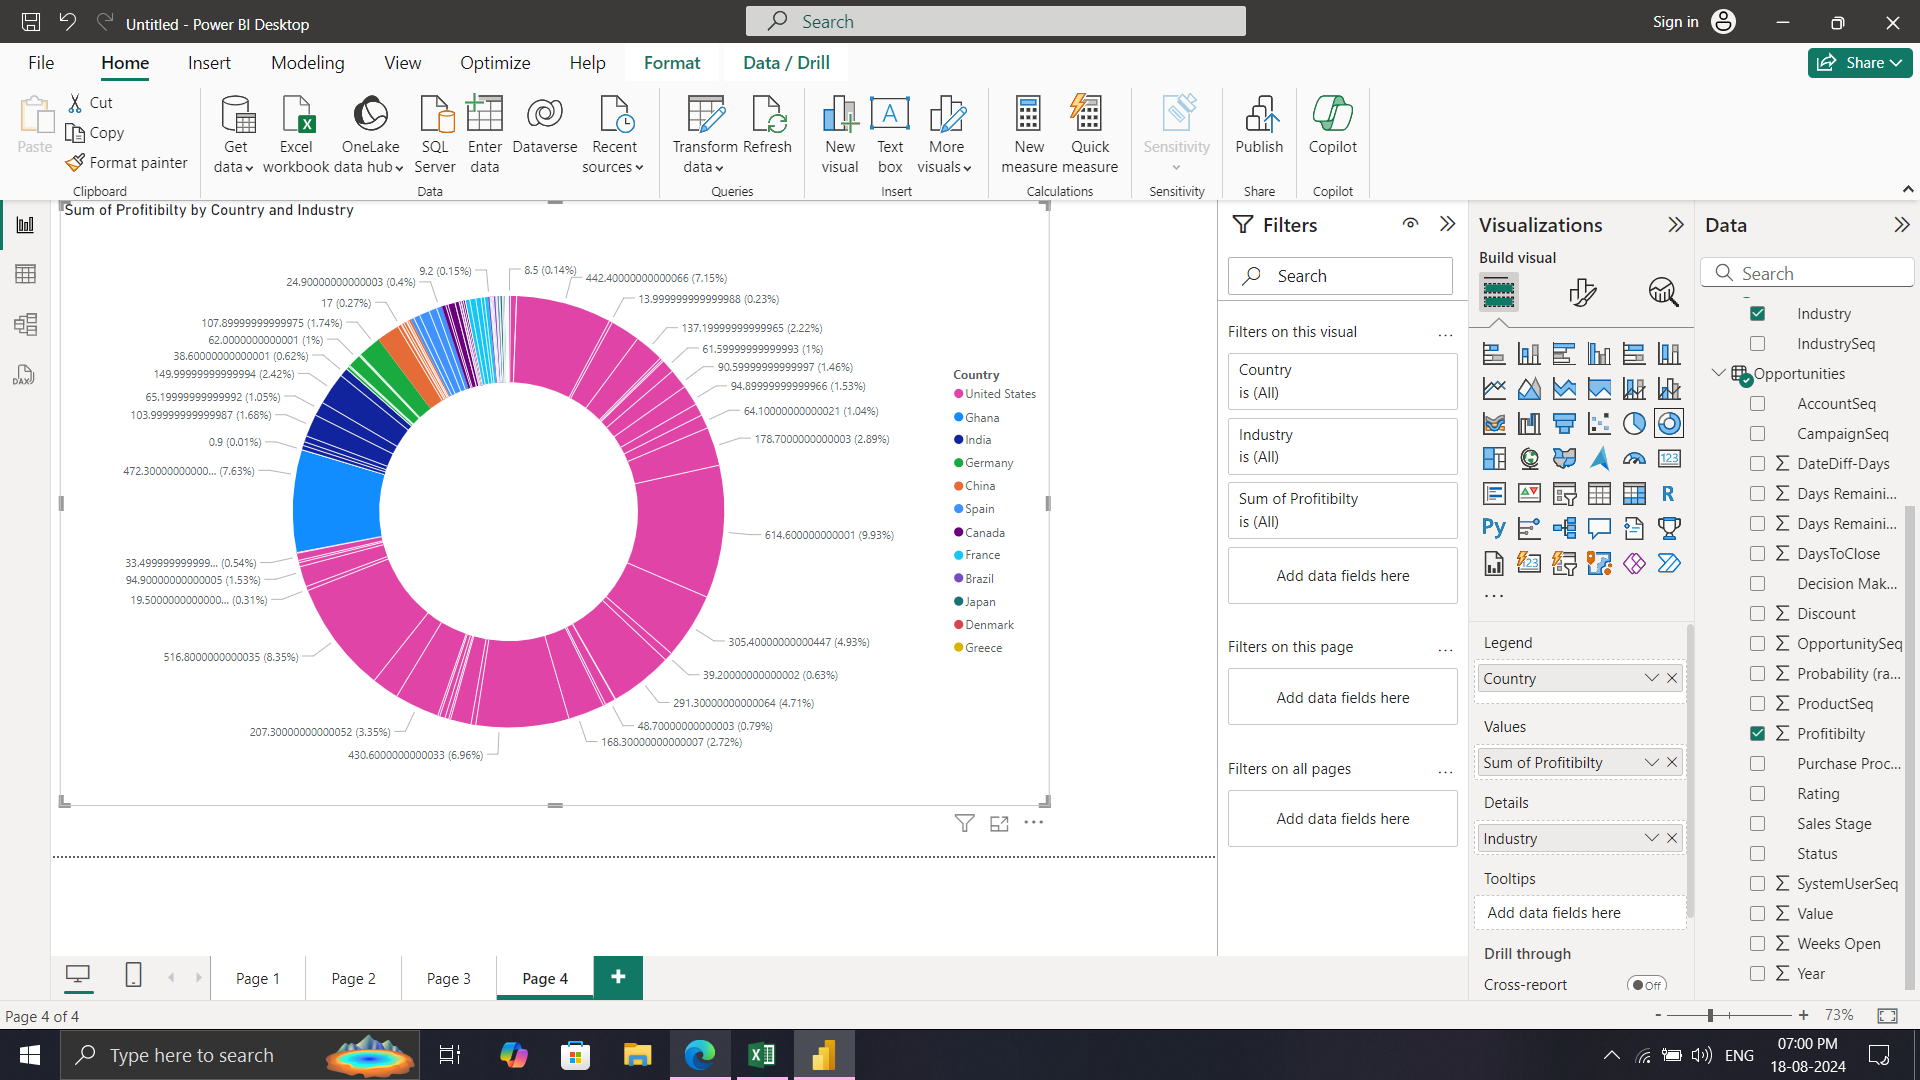 Untitled - Power BI Desktop
Search
Sign in
File
Home
Insert
Modeling
View
Optimize
Help
Format
Data / Drill
Share
Paste
Cut
Copy
Format painter
Clipboard
Get data
Excel workbook
OneLake data hub
SQL Server
Enter data
Dataverse
Recent sources
Data
Transform data
Refresh
Queries
New visual
Text box
More visuals
Insert
New measure
Quick measure
Calculations
Sensitivity
Sensitivity
Publish
Share
Copilot
Copilot
Sum of Profitibilty by Country and Industry
8.5 (0.14%)
442.40000000000066 (7.15%)
13.999999999999988 (0.23%)
137.19999999999965 (2.22%)
61.59999999999993 (1%)
90.59999999999997 (1.46%)
94.89999999999966 (1.53%)
64.10000000000021 (1.04%)
178.7000000000003 (2.89%)
614.600000000001 (9.93%)
305.40000000000447 (4.93%)
39.20000000000002 (0.63%)
291.30000000000064 (4.71%)
48.70000000000003 (0.79%)
168.30000000000007 (2.72%)
430.6000000000033 (6.96%)
207.30000000000052 (3.35%)
516.8000000000035 (8.35%)
19.5000000000000... (0.31%)
94.90000000000005 (1.53%)
33.499999999999... (0.54%)
472.30000000000... (7.63%)
0.9 (0.01%)
103.99999999999987 (1.68%)
65.19999999999992 (1.05%)
149.99999999999994 (2.42%)
38.60000000000001 (0.62%)
62.0000000000001 (1%)
107.89999999999975 (1.74%)
17 (0.27%)
24.90000000000003 (0.4%)
9.2 (0.15%)
Country
United States
Ghana
India
Germany
China
Spain
Canada
France
Brazil
Japan
Denmark
Greece
Filters
Search
Filters on this visual
...
Country
is (All)
Industry
is (All)
Sum of Profitibilty
is (All)
Add data fields here
Filters on this page
...
Add data fields here
Filters on all pages
...
Add data fields here
Visualizations
Build visual
123
R
Py
...
Legend
Country
Values
Sum of Profitibilty
Details
Industry
Tooltips
Add data fields here
Drill through
Cross-report
Off
Data
Search
Industry
IndustrySeq
Opportunities
AccountSeq
CampaignSeq
DateDiff-Days
Days Remaini...
Days Remaini...
DaysToClose
Decision Mak...
Discount
OpportunitySeq
Probability (ra...
ProductSeq
Profitibilty
Purchase Proc...
Rating
Sales Stage
Status
SystemUserSeq
Value
Weeks Open
Year
Page 1
Page 2
Page 3
Page 4
+
Page 4 of 4
- + 73%
Type here to search
ENG
07:00 PM
18-08-2024